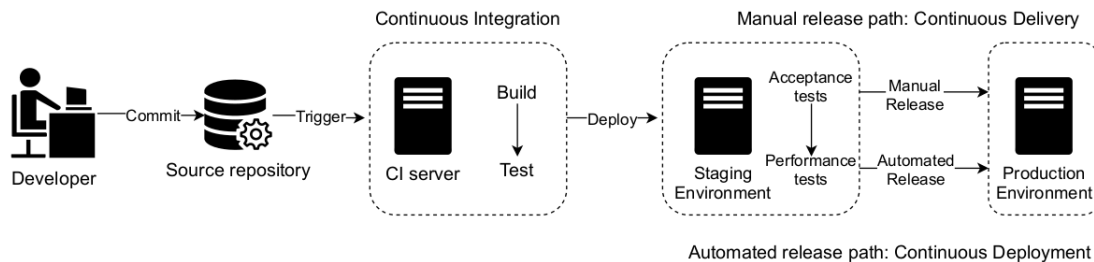 Continuous Integration
Manual release path: Continuous Delivery
Developer
Commit
Source repository
Trigger
CI server
Build
Test
Deploy
Staging
Environment
Acceptance
tests
Performance
tests
Manual
Release
Automated
Release
Production
Environment
Automated release path: Continuous Deployment